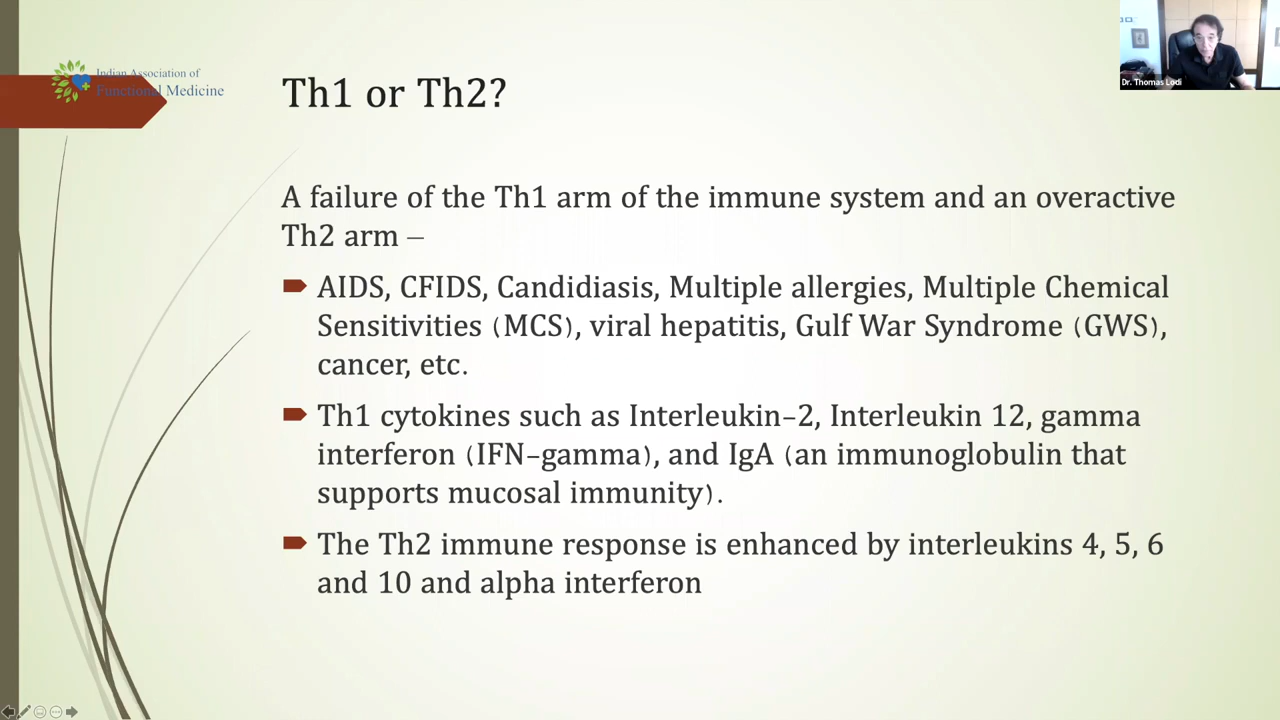 Indian Association of
Functional Medicine
Dr. Thomas Lodi
Th1 or Th2?
A failure of the Th1 arm of the immune system and an overactive
Th2 arm –
AIDS, CFIDS, Candidiasis, Multiple allergies, Multiple Chemical
Sensitivities (MCS), viral hepatitis, Gulf War Syndrome (GWS),
cancer, etc.
Th1 cytokines such as Interleukin–2, Interleukin 12, gamma
interferon (IFN–gamma), and IgA (an immunoglobulin that
supports mucosal immunity).
The Th2 immune response is enhanced by interleukins 4, 5, 6
and 10 and alpha interferon